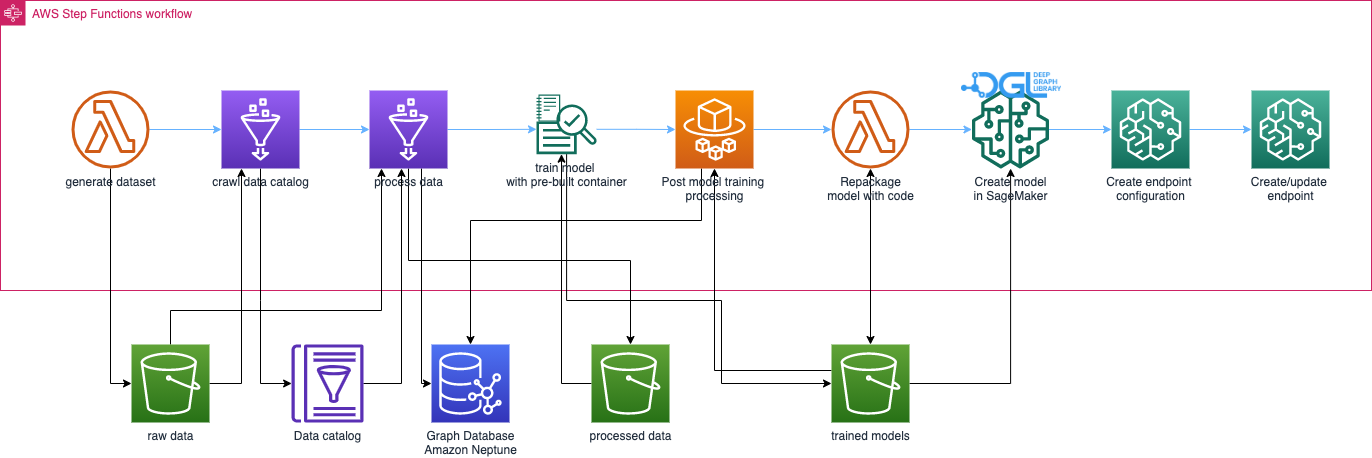 AWS Step Functions workflow
DGL
DEEP
GRAPH
LIBRARY
generate dataset
crawl data catalog
process data
train model
with pre-built container
Post model training
processing
Repackage
model with code
Create model
in SageMaker
Create endpoint
configuration
Create/update
endpoint
raw data
Data catalog
Graph Database
Amazon Neptune
processed data
trained models